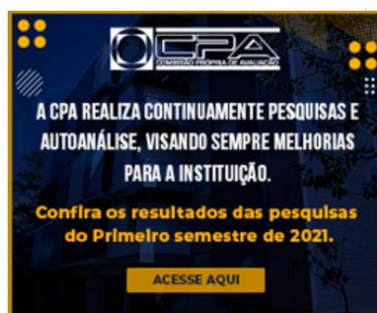 CPA
COMISSÃO PRÓPRIA DE AVALIAÇÃO
A CPA REALIZA CONTINUAMENTE PESQUISAS E
AUTOANÁLISE, VISANDO SEMPRE MELHORIAS
PARA A INSTITUIÇÃO.
Confira os resultados das pesquisas
do Primeiro semestre de 2021.
ACESSE AQUI